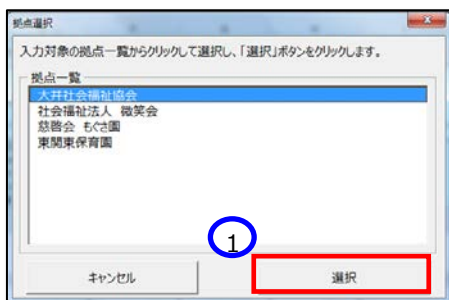 拠点選択
入力対象の拠点一覧からクリックして選択し、「選択」ボタンをクリックします。
拠点一覧
大井社会福祉協会
社会福祉法人 微笑会
慈啓会 もぐさ園
東関東保育園
1
キャンセル
選択